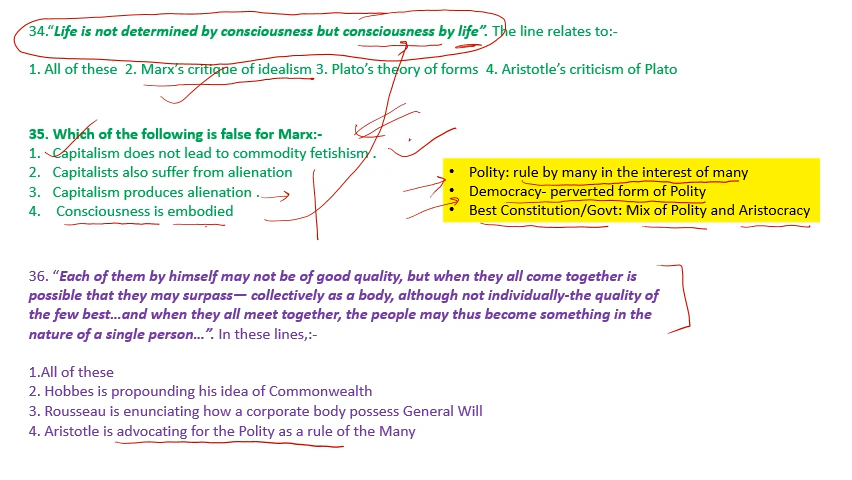 34.“Life is not determined by consciousness but consciousness by life”. The line relates to:-
1. All of these  2. Marx’s critique of idealism 3. Plato’s theory of forms  4. Aristotle’s criticism of Plato
35. Which of the following is false for Marx:-
1. Capitalism does not lead to commodity fetishism .
2. Capitalists also suffer from alienation
3. Capitalism produces alienation .
4. Consciousness is embodied
• Polity: rule by many in the interest of many
• Democracy- perverted form of Polity
• Best Constitution/Govt: Mix of Polity and Aristocracy
36. “Each of them by himself may not be of good quality, but when they all come together is
possible that they may surpass— collectively as a body, although not individually-the quality of
the few best…and when they all meet together, the people may thus become something in the
nature of a single person…”. In these lines,:-
1.All of these
2. Hobbes is propounding his idea of Commonwealth
3. Rousseau is enunciating how a corporate body possess General Will
4. Aristotle is advocating for the Polity as a rule of the Many